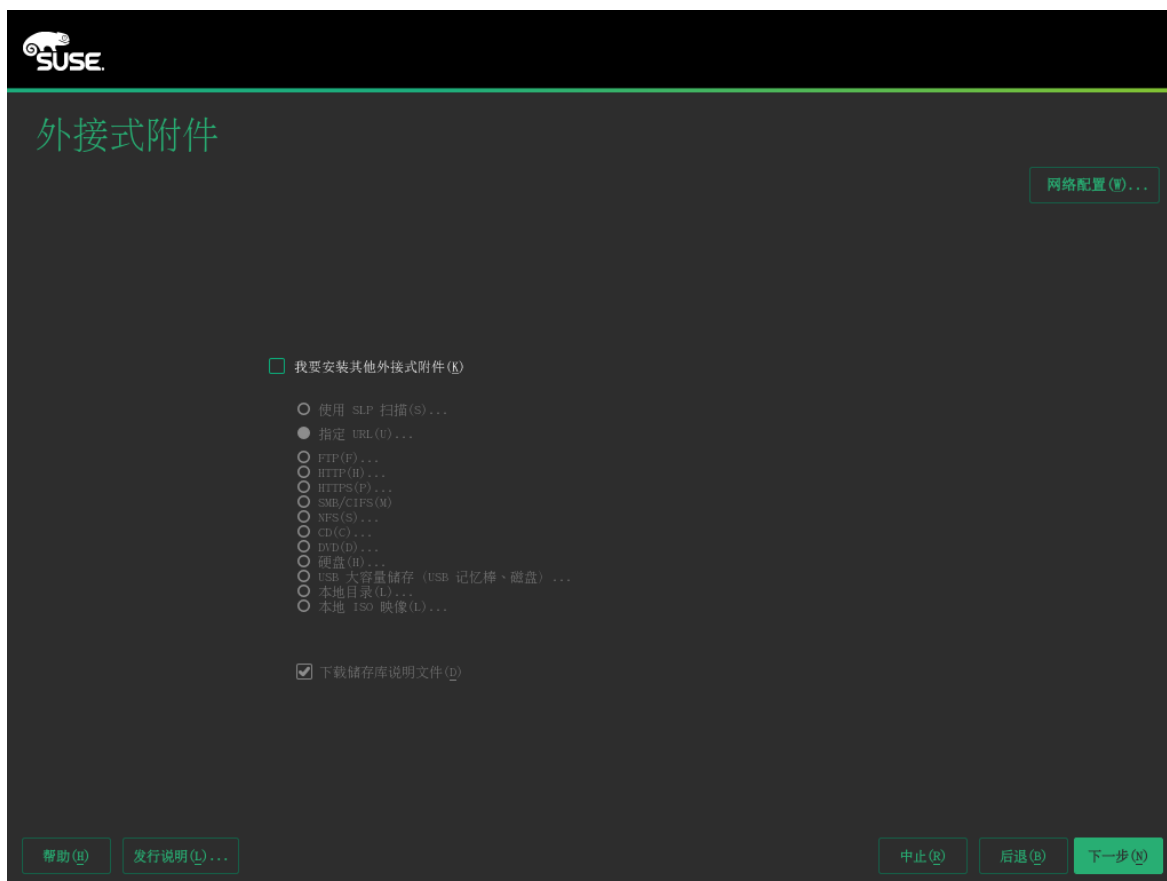 SUSE.
外接式附件
网络配置(W)...
我要安装其他外接式附件(K)
使用 SLP 扫描(S)...
指定 URL(U)...
FTP(F)...
HTTP(H)...
HTTPS(P)...
SMB/CIFS(M)
NFS(S)...
CD(C)...
DVD(D)...
硬盘(H)...
USB 大容量储存（USB 记忆棒、磁盘）...
本地目录(L)...
本地 ISO 映像(L)...
下载储存库说明文件(D)
帮助(H) 发行说明(L)... 中止(R) 后退(B) 下一步(N)